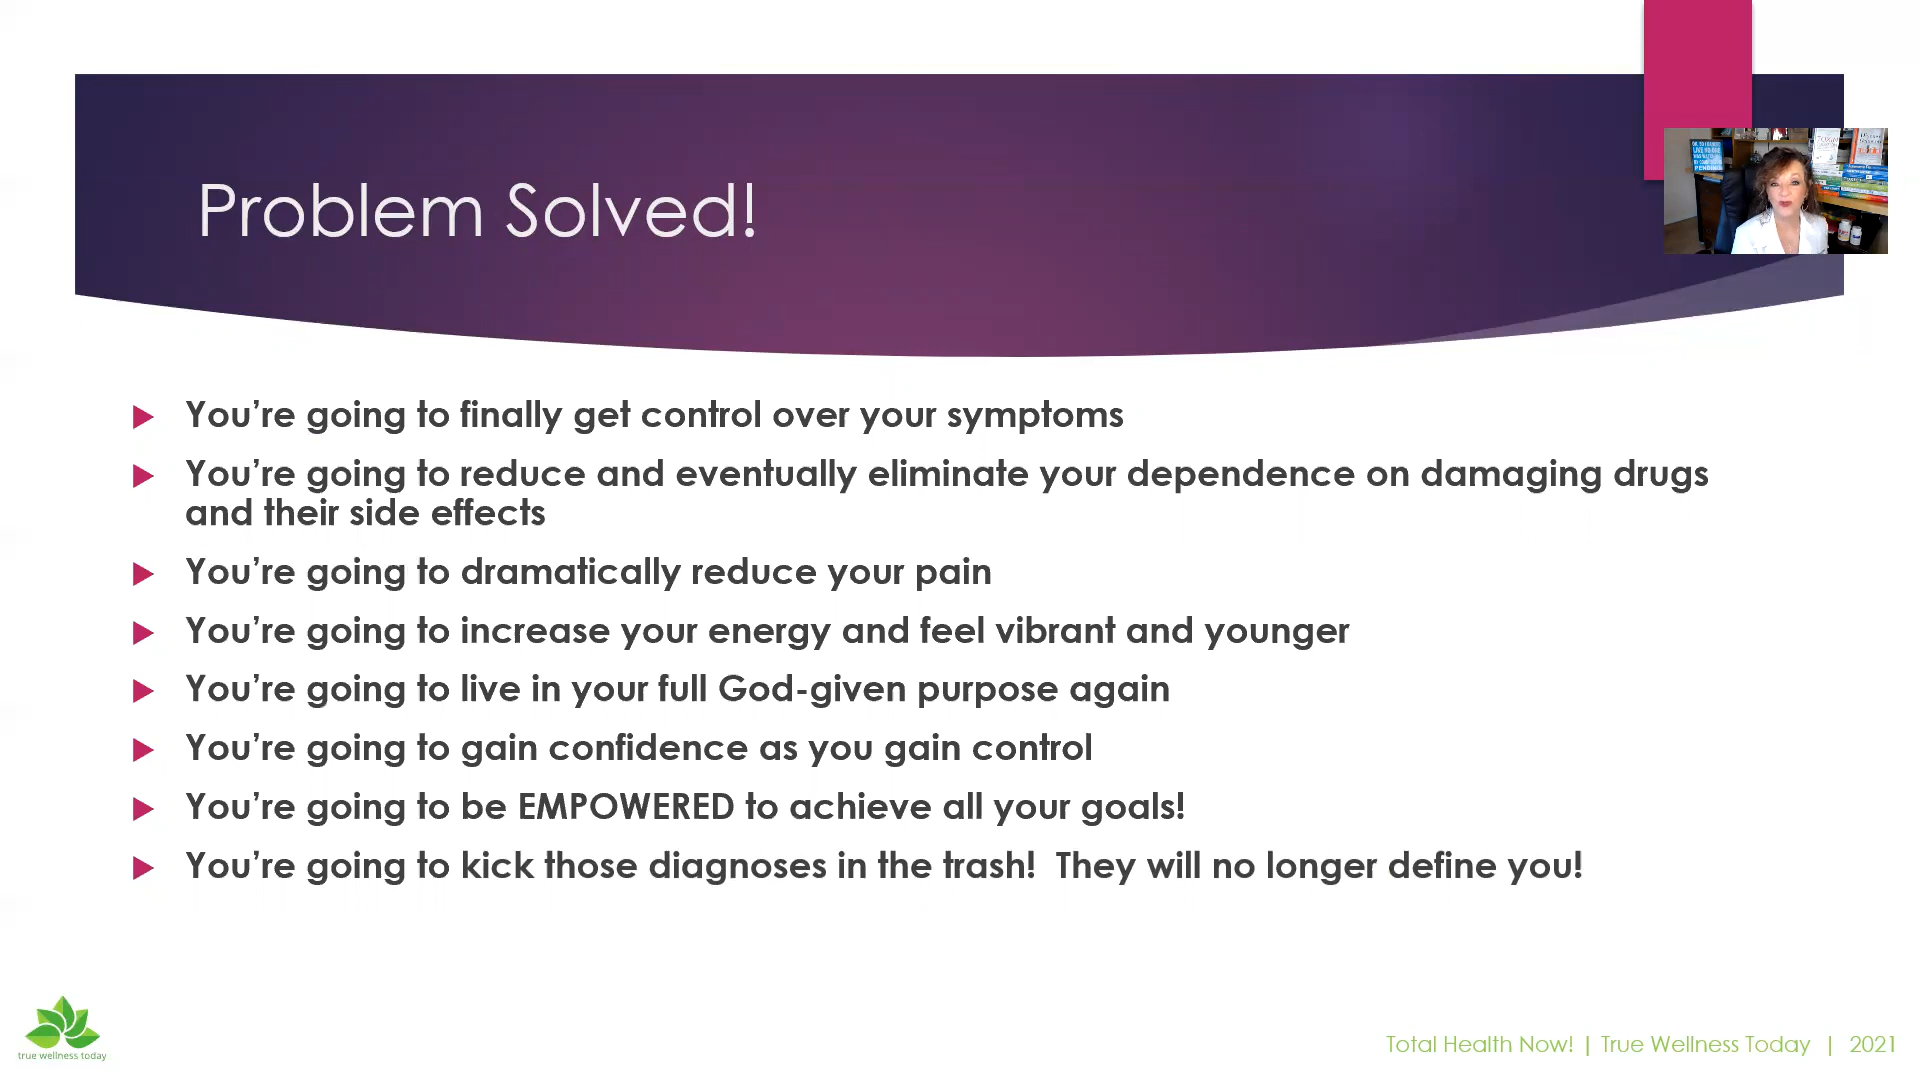 Problem Solved!
You're going to finally get control over your symptoms
You're going to reduce and eventually eliminate your dependence on damaging drugs
and their side effects
You're going to dramatically reduce your pain
You're going to increase your energy and feel vibrant and younger
You're going to live in your full God-given purpose again
You're going to gain confidence as you gain control
You're going to be EMPOWERED to achieve all your goals!
You're going to kick those diagnoses in the trash!  They will no longer define you!
true wellness today
Total Health Now! | True Wellness Today | 2021